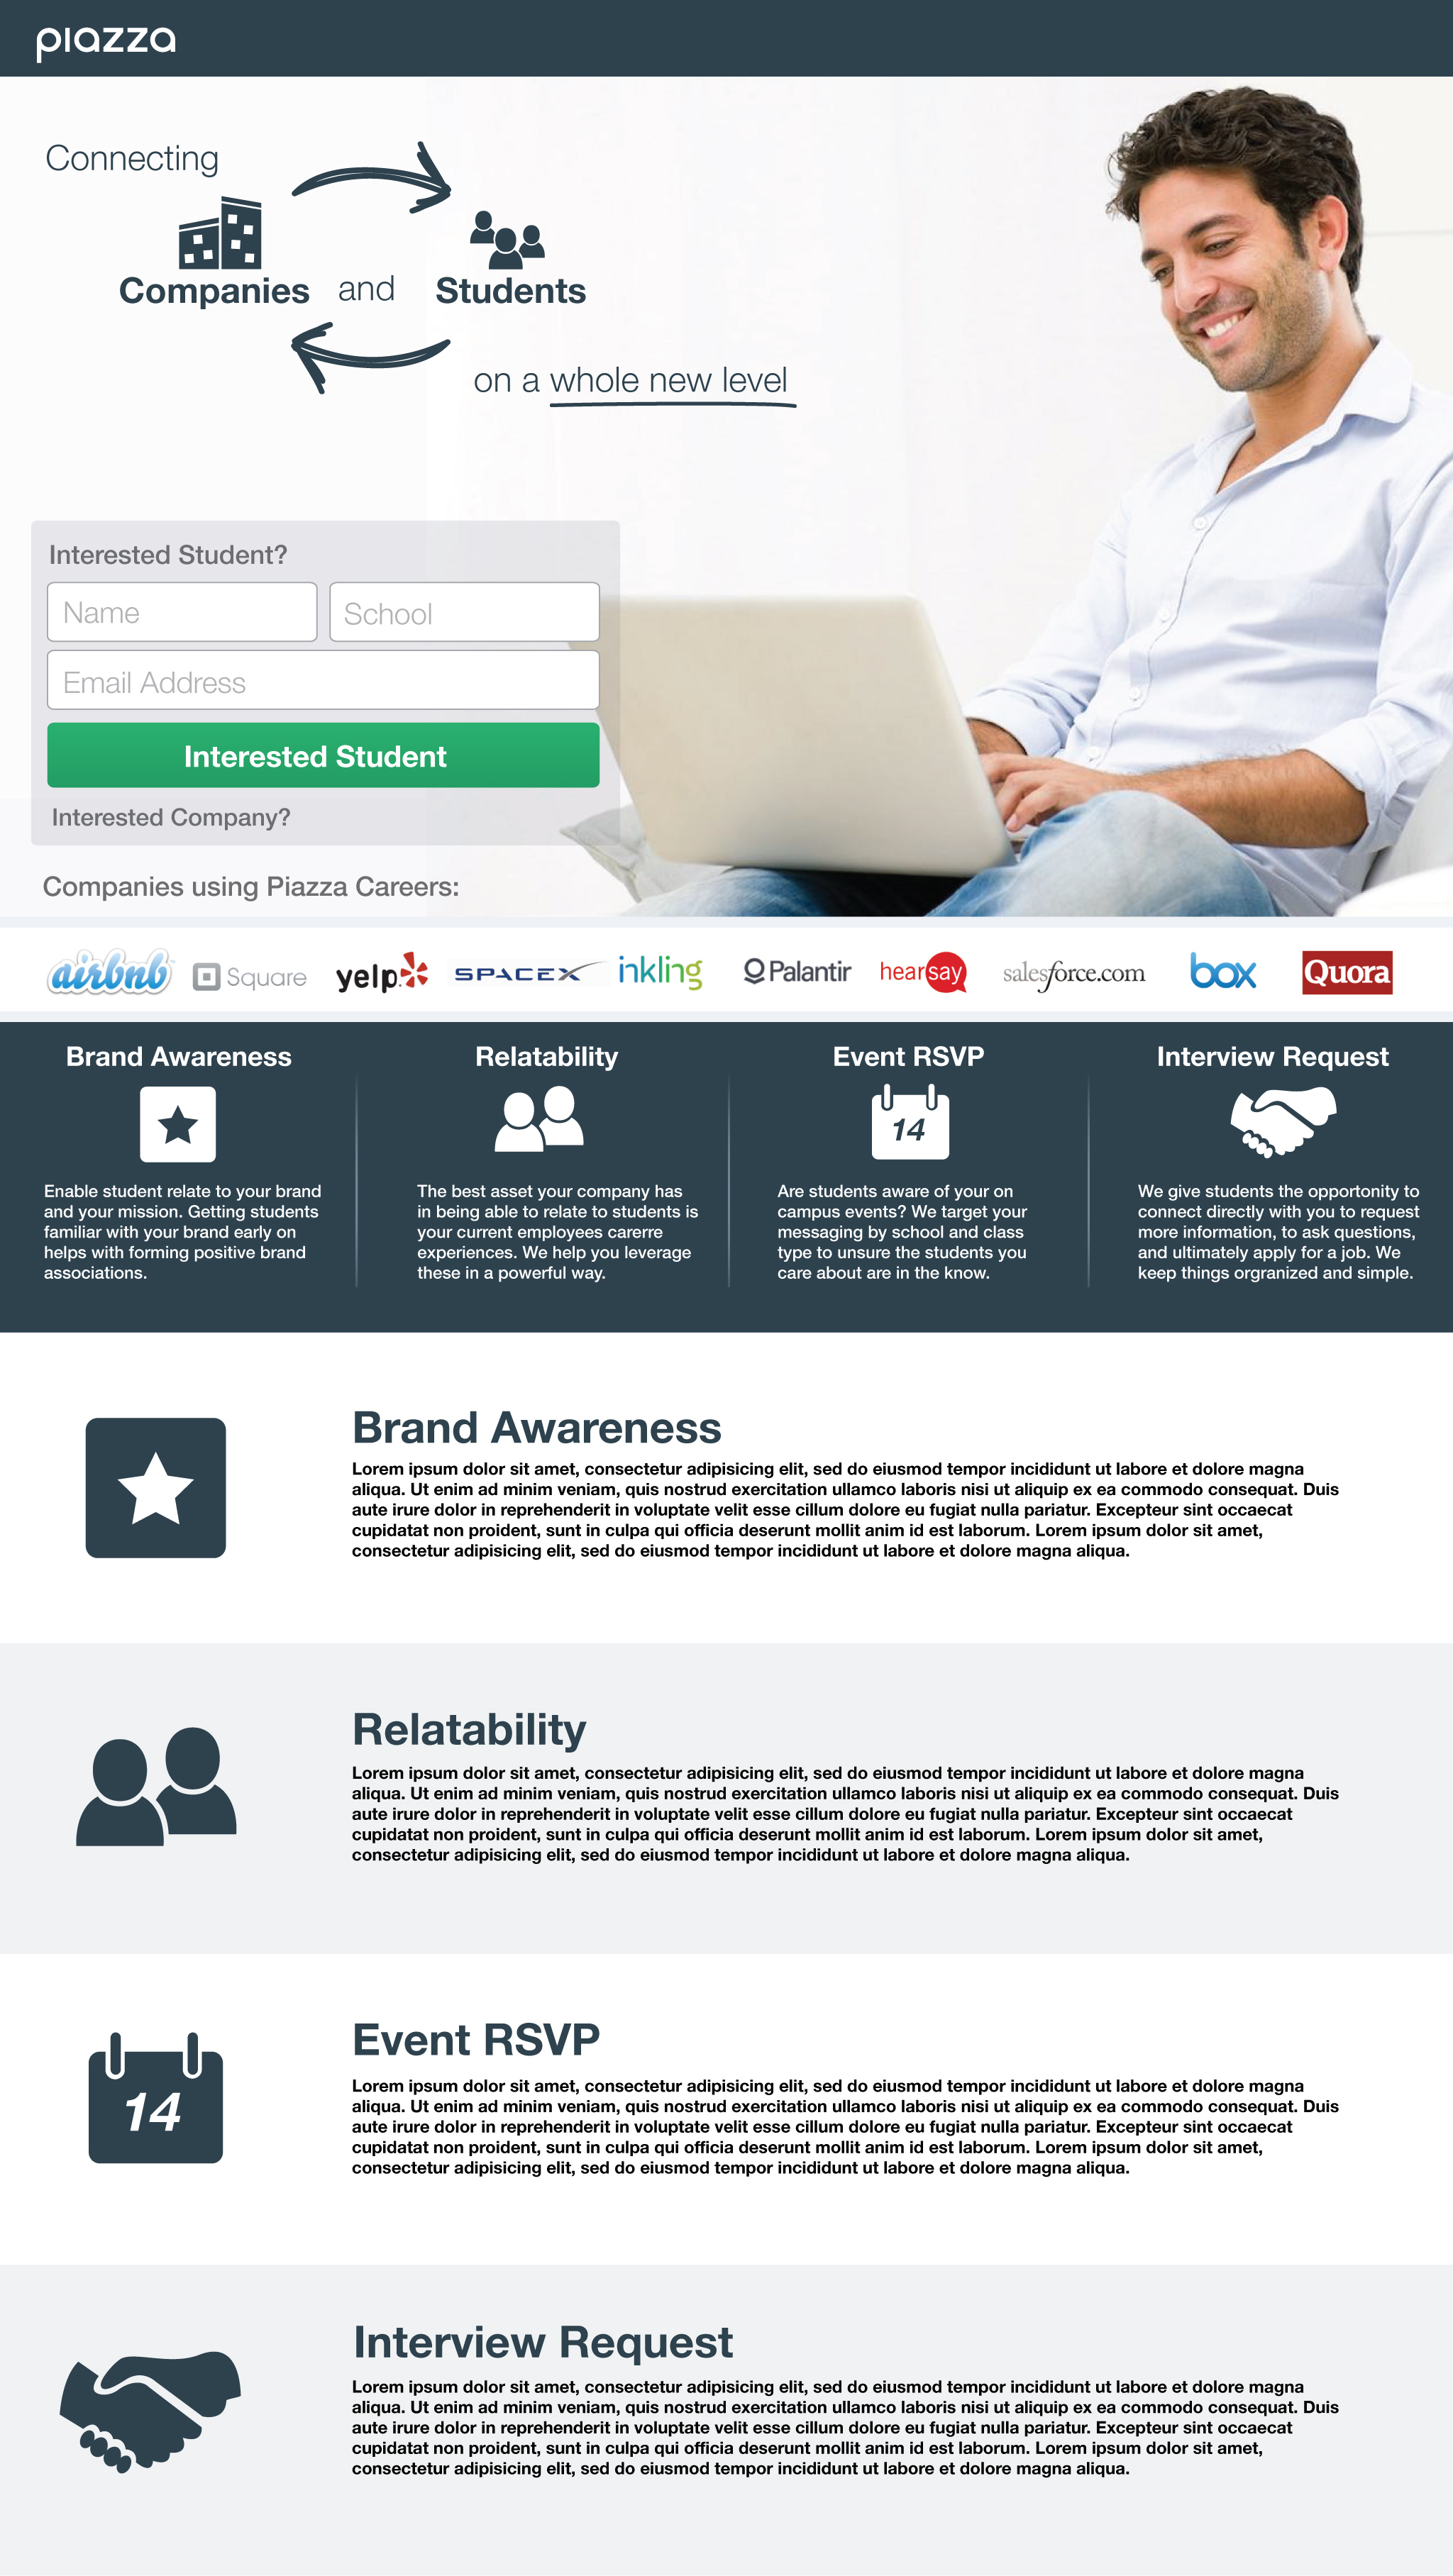 piazza
Connecting
Companies and Students
on a whole new level
Interested Student?
Name School
Email Address
Interested Student
Interested Company?
Companies using Piazza Careers:
airbnb Square yelp SPACEX inkling Palantir hearsay salesforce.com box Quora
Brand Awareness
Enable student relate to your brand
and your mission. Getting students
familiar with your brand early on
helps with forming positive brand
associations.
Relatability
The best asset your company has
in being able to relate to students is
your current employees carerre
experiences. We help you leverage
these in a powerful way.
Event RSVP
14
Are students aware of your on
campus events? We target your
messaging by school and class
type to unsure the students you
care about are in the know.
Interview Request
We give students the opportunity to
connect directly with you to request
more information, to ask questions,
and ultimately apply for a job. We
keep things orgranized and simple.
Brand Awareness
Lorem ipsum dolor sit amet, consectetur adipisicing elit, sed do eiusmod tempor incididunt ut labore et dolore magna
aliqua. Ut enim ad minim veniam, quis nostrud exercitation ullamco laboris nisi ut aliquip ex ea commodo consequat. Duis
aute irure dolor in reprehenderit in voluptate velit esse cillum dolore eu fugiat nulla pariatur. Excepteur sint occaecat
cupidatat non proident, sunt in culpa qui officia deserunt mollit anim id est laborum. Lorem ipsum dolor sit amet,
consectetur adipisicing elit, sed do eiusmod tempor incididunt ut labore et dolore magna aliqua.
Relatability
Lorem ipsum dolor sit amet, consectetur adipisicing elit, sed do eiusmod tempor incididunt ut labore et dolore magna
aliqua. Ut enim ad minim veniam, quis nostrud exercitation ullamco laboris nisi ut aliquip ex ea commodo consequat. Duis
aute irure dolor in reprehenderit in voluptate velit esse cillum dolore eu fugiat nulla pariatur. Excepteur sint occaecat
cupidatat non proident, sunt in culpa qui officia deserunt mollit anim id est laborum. Lorem ipsum dolor sit amet,
consectetur adipisicing elit, sed do eiusmod tempor incididunt ut labore et dolore magna aliqua.
Event RSVP
14
Lorem ipsum dolor sit amet, consectetur adipisicing elit, sed do eiusmod tempor incididunt ut labore et dolore magna
aliqua. Ut enim ad minim veniam, quis nostrud exercitation ullamco laboris nisi ut aliquip ex ea commodo consequat. Duis
aute irure dolor in reprehenderit in voluptate velit esse cillum dolore eu fugiat nulla pariatur. Excepteur sint occaecat
cupidatat non proident, sunt in culpa qui officia deserunt mollit anim id est laborum. Lorem ipsum dolor sit amet,
consectetur adipisicing elit, sed do eiusmod tempor incididunt ut labore et dolore magna aliqua.
Interview Request
Lorem ipsum dolor sit amet, consectetur adipisicing elit, sed do eiusmod tempor incididunt ut labore et dolore magna
aliqua. Ut enim ad minim veniam, quis nostrud exercitation ullamco laboris nisi ut aliquip ex ea commodo consequat. Duis
aute irure dolor in reprehenderit in voluptate velit esse cillum dolore eu fugiat nulla pariatur. Excepteur sint occaecat
cupidatat non proident, sunt in culpa qui officia deserunt mollit anim id est laborum. Lorem ipsum dolor sit amet,
consectetur adipisicing elit, sed do eiusmod tempor incididunt ut labore et dolore magna aliqua.